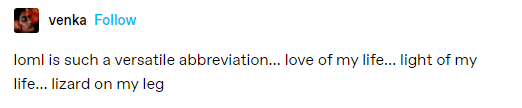 venka Follow
loml is such a versatile abbreviation... love of my life... light of my
life... lizard on my leg